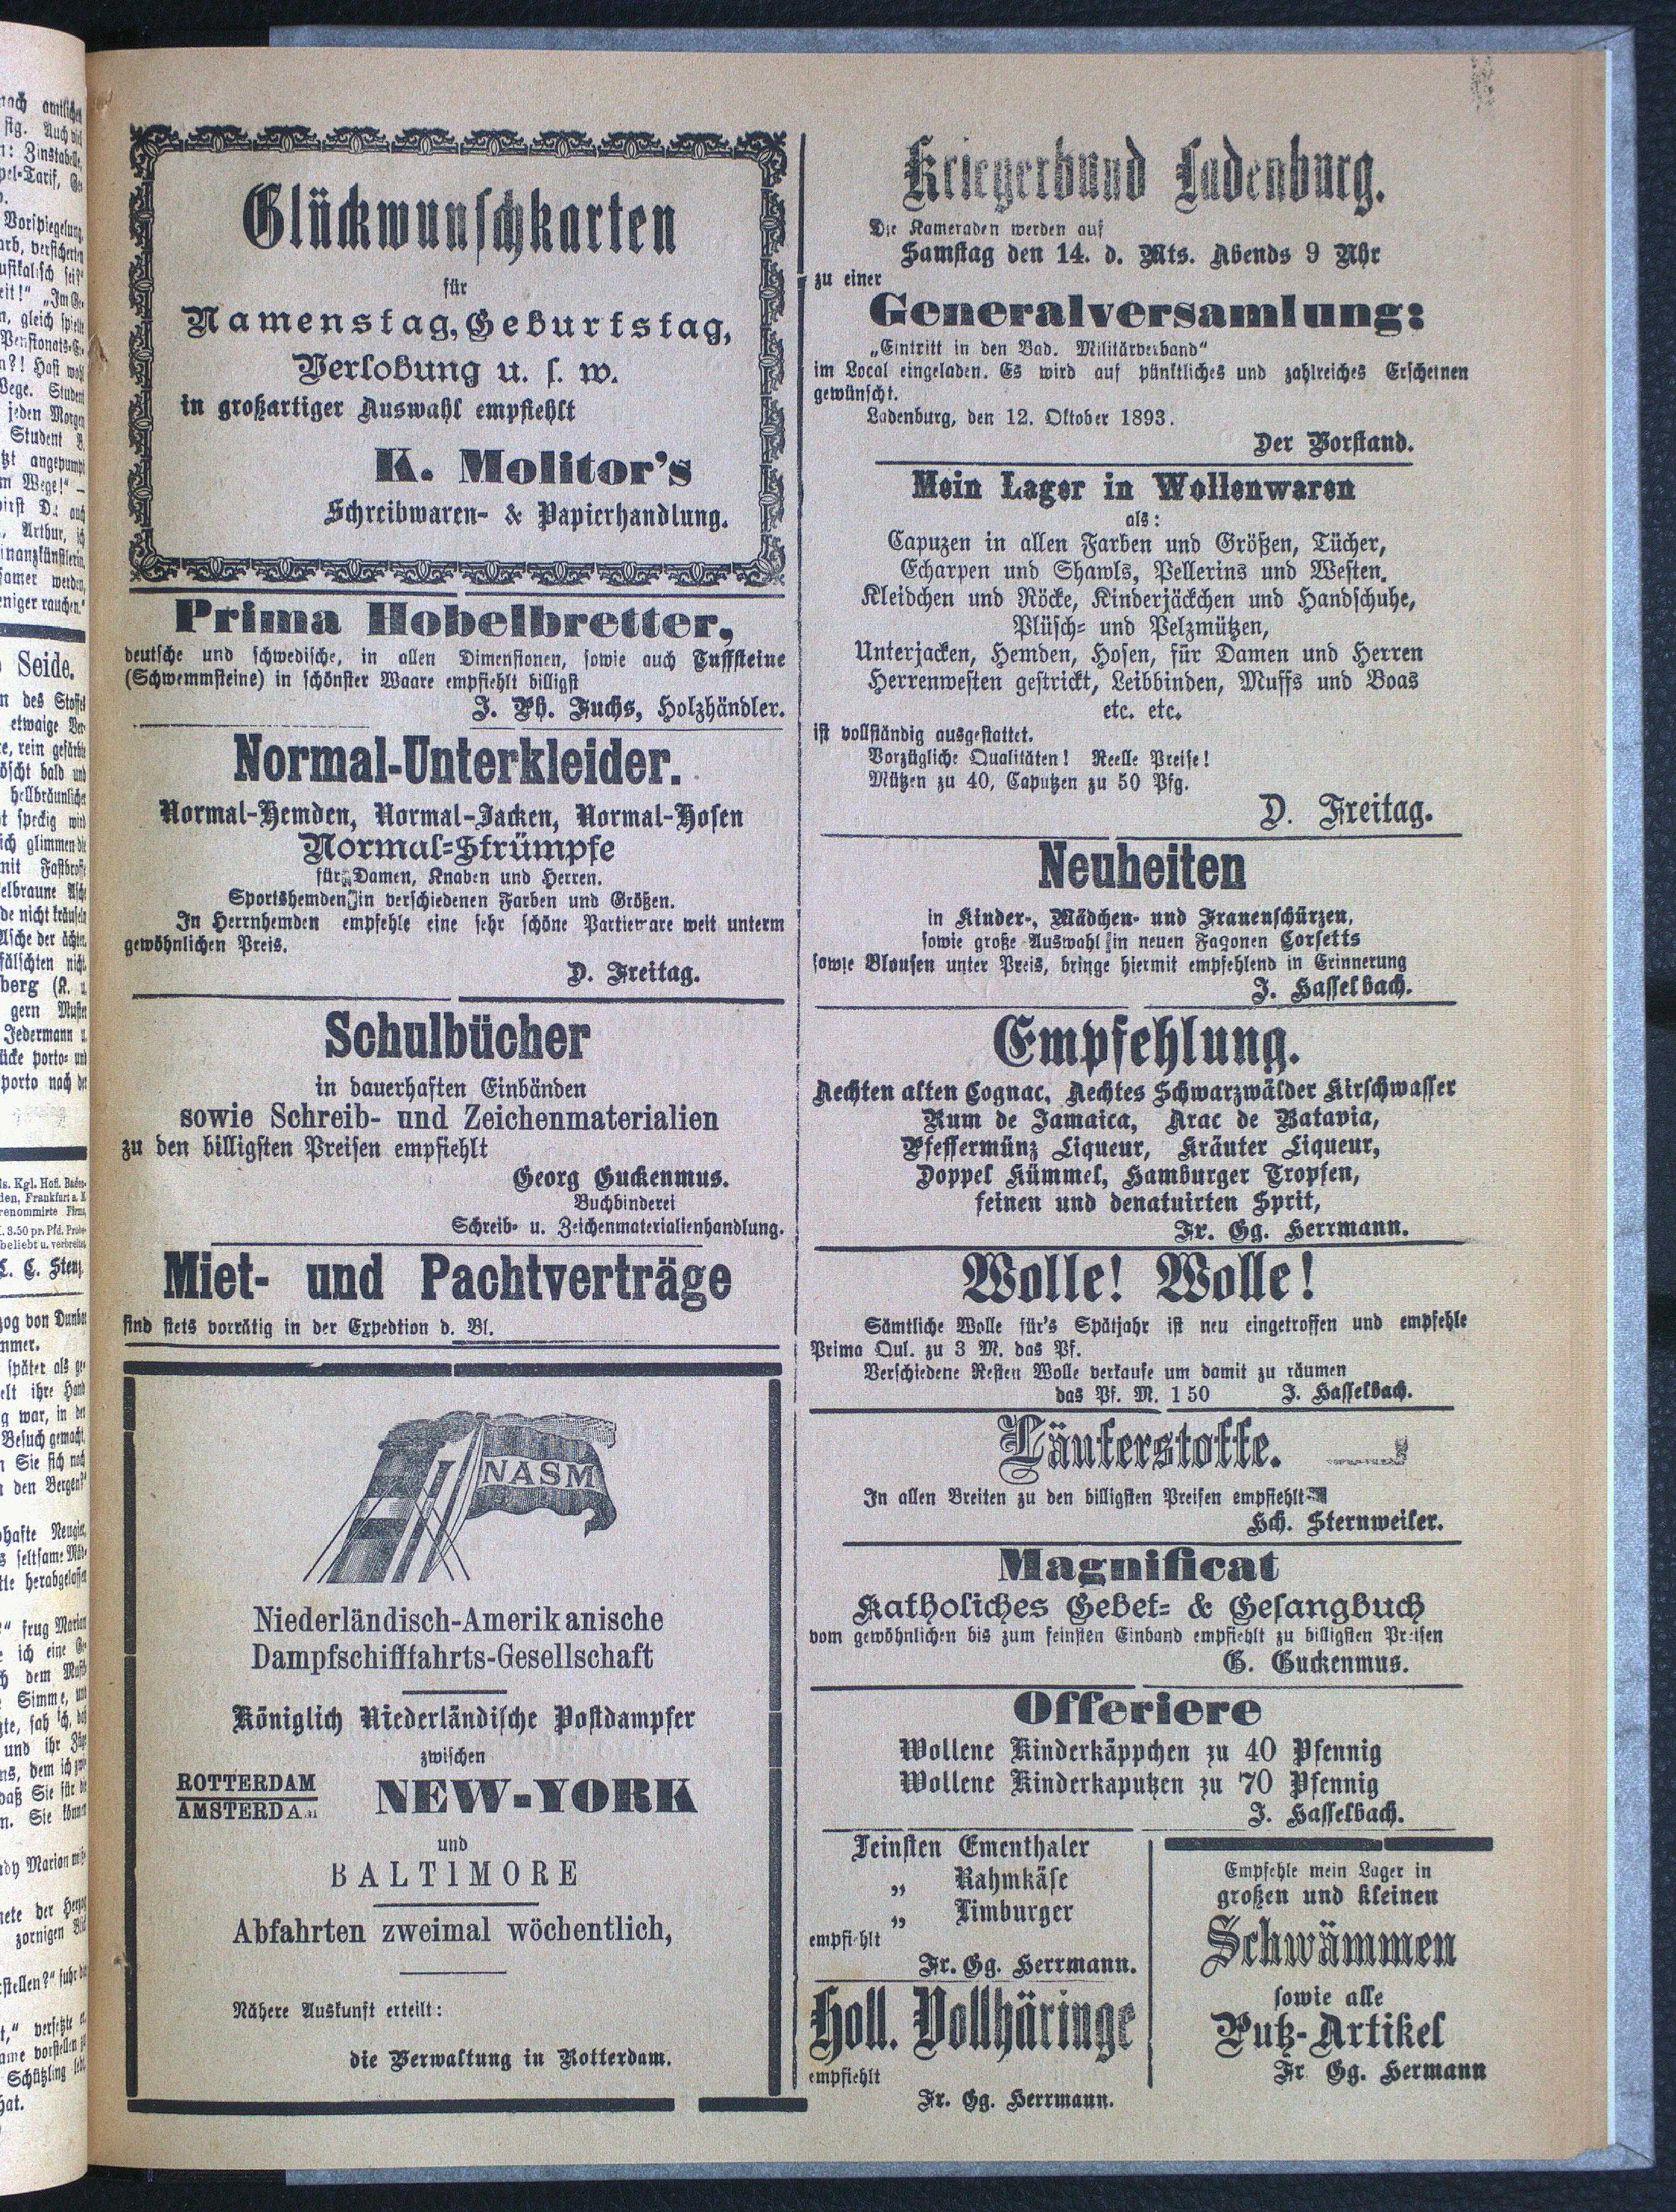 Glückwunschkarten
für
Namenstag, Geburtstag,
Verlobung u. s. w.
in großartiger Auswahl empfiehlt
K. Molitor's
Schreibwaren- & Papierhandlung.
Prima Hobelbretter,
deutsche und schwedische, in allen Dimensionen, sowie auch Tuffsteine
(Schwemmsteine) in schönster Waare empfiehlt billigst
J. Ph. Fuchs, Holzhändler.
Normal-Unterkleider.
Normal-Hemden, Normal-Jacken, Normal-Hosen
Normal-Strümpfe
für Damen, Knaben und Herren.
Sportshemden in verschiedenen Farben und Größen.
In Herrnhemden empfehle eine sehr schöne Partieware weit unterm
gewöhnlichen Preis.
D. Freitag.
Schulbücher
in dauerhaften Einbänden
sowie Schreib- und Zeichenmaterialien
zu den billigsten Preisen empfiehlt
Georg Guckenmus.
Buchbinderei
Schreib- u. Zeichenmaterialienhandlung.
Miet- und Pachtverträge
sind stets vorrätig in der Expedtion d. Bl.
NASM
Niederländisch-Amerikanische
Dampfschifffahrts-Gesellschaft
Königlich Niederländische Postdampfer
zwischen
ROTTERDAM
AMSTERDAM
NEW-YORK
und
BALTIMORE
Abfahrten zweimal wöchentlich,
Nähere Auskunft erteilt:
die Verwaltung in Rotterdam.
Kriegerbund Ladenburg.
Die Kameraden werden auf
Samstag den 14. d. Mts. Abends 9 Uhr
zu einer
Generalversamlung:
„Eintritt in den Bad. Militärverband"
im Local eingeladen. Es wird auf pünktliches und zahlreiches Erscheinen
gewünscht.
Ladenburg, den 12. Oktober 1893.
Der Vorstand.
Mein Lager in Wollenwaren
als:
Capuzen in allen Farben und Größen, Tücher,
Echarpen und Shawls, Pellerins und Westen.
Kleidchen und Röcke, Kinderjäckchen und Handschuhe,
Plüsch- und Pelzmützen,
Unterjacken, Hemden, Hosen, für Damen und Herren
Herrenwesten gestrickt, Leibbinden, Muffs und Boas
etc. etc.
ist vollständig ausgestattet.
Vorzügliche Qualitäten! Reelle Preise!
Mützen zu 40, Caputzen zu 50 Pfg.
D. Freitag.
Neuheiten
in Kinder-, Mädchen- und Frauenschürzen,
sowie große Auswahl in neuen Façonen Corsetts
sowie Blousen unter Preis, bringe hiermit empfehlend in Erinnerung
J. Hasselbach.
Empfehlung.
Aechten alten Cognac, Aechtes Schwarzwälder Kirschwasser
Rum de Jamaica, Arac de Batavia,
Pfeffermünz Liqueur, Kräuter Liqueur,
Doppel Kümmel, Hamburger Tropfen,
feinen und denatuirten Sprit,
Fr. Gg. Herrmann.
Wolle! Wolle!
Sämtliche Wolle für's Spätjahr ist neu eingetroffen und empfehle
Prima Qul. zu 3 M. das Pf.
Verschiedene Resten Wolle verkaufe um damit zu räumen
das Pf. M. 1 50 J. Hasselbach.
Läuferstoffe.
In allen Breiten zu den billigsten Preisen empfiehlt
Hch. Sternweiler.
Magnificat
Katholiches Gebet- & Gesangbuch
vom gewöhnlichen bis zum feinsten Einband empfiehlt zu billigsten Preisen
G. Guckenmus.
Offeriere
Wollene Kinderkäppchen zu 40 Pfennig
Wollene Kinderkaputzen zu 70 Pfennig
J. Hasselbach.
Feinsten Ementhaler
„ Rahmkäse
„ Limburger
empfiehlt
Fr. Gg. Herrmann.
Holl. Vollhäringe
empfiehlt
Fr. Gg. Herrmann.
Empfehle mein Lager in
großen und kleinen
Schwämmen
sowie alle
Putz-Artikel
Fr Gg. Hermann